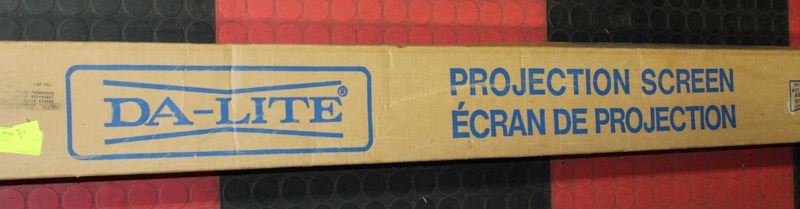 DA-LITE®
PROJECTION SCREEN
ÉCRAN DE PROJECTION